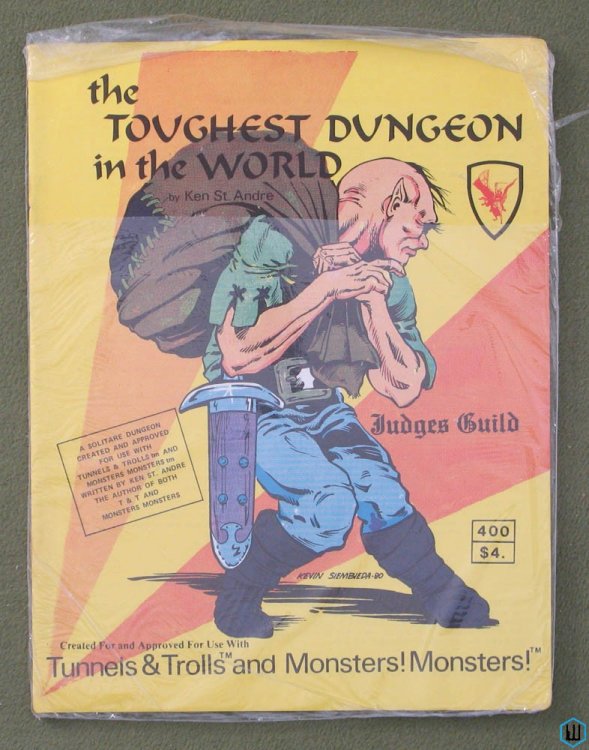 the
TOUGHEST DUNGEON
in the WORLD
by Ken St. Andre
Judges Guild
A SOLITARE DUNGEON
CREATED AND APPROVED
FOR USE WITH
TUNNELS & TROLLS tm AND
MONSTERS MONSTERS tm
WRITTEN BY KEN ST. ANDRE
THE AUTHOR OF BOTH
T & T AND
MONSTERS MONSTERS
400
$4.
KEVIN SIEMBIEDA-80
Created For and Approved For Use With
Tunnels & Trolls™ and Monsters! Monsters!™